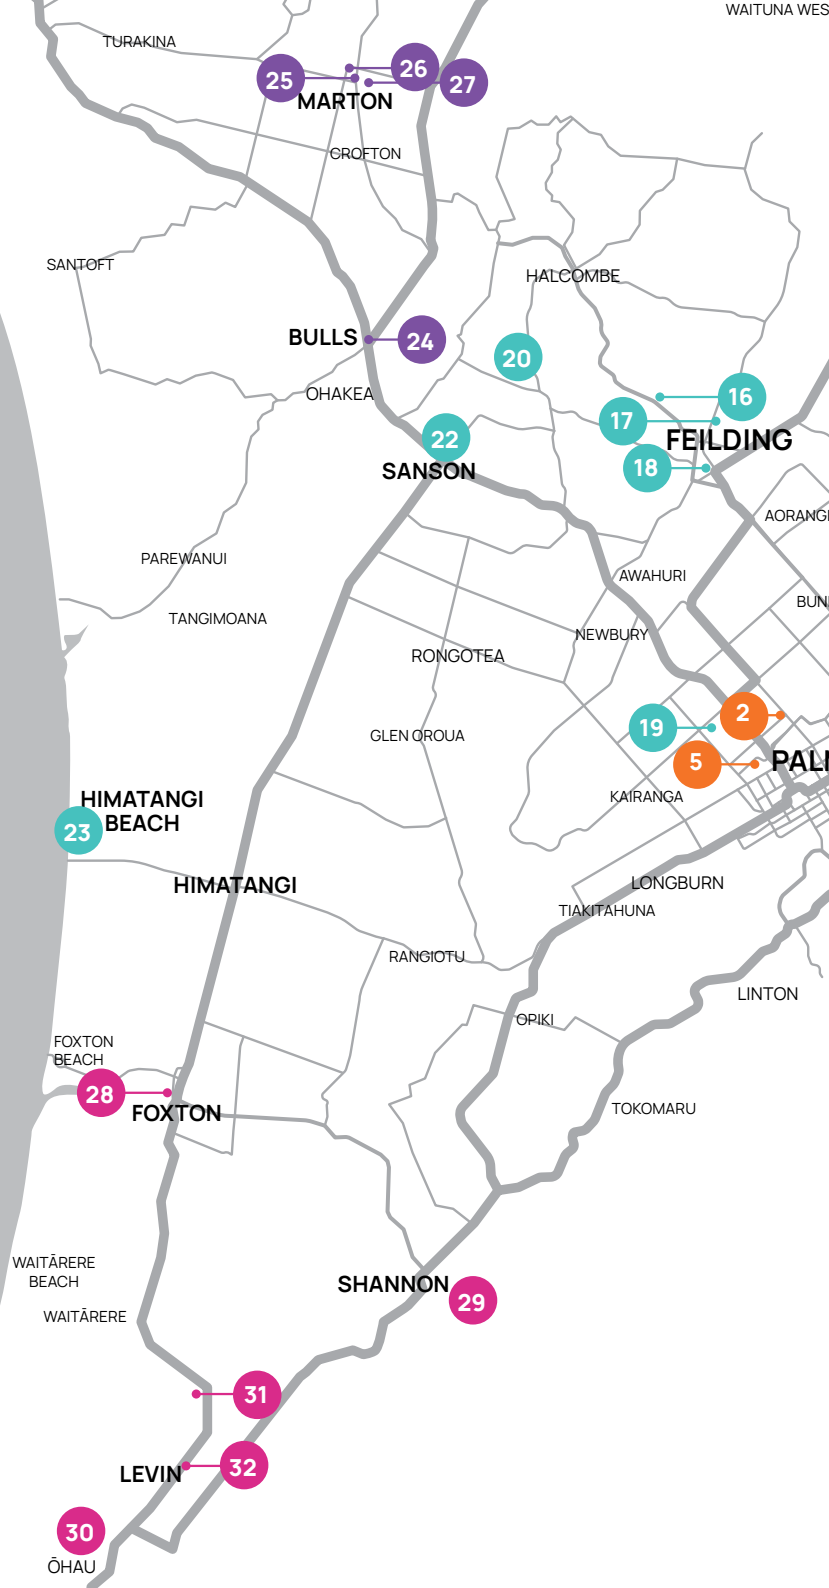 WAITUNA WES
TURAKINA
26
25
27
MARTON
CROFTON
SANTOFT
HALCOMBE
BULLS
24
20
OHAKEA
16
17
22
FEILDING
SANSON
18
AORANGI
PAREWANUI
AWAHURI
BUN
TANGIMOANA
NEWBURY
RONGOTEA
2
19
GLEN OROUA
5
PALM
KAIRANGA
HIMATANGI
BEACH
23
HIMATANGI
LONGBURN
TIAKITAHUNA
RANGIOTU
LINTON
OPIKI
FOXTON
BEACH
28
FOXTON
TOKOMARU
WAITĀRERE
BEACH
SHANNON
29
WAITĀRERE
31
LEVIN
32
30
ŌHAU